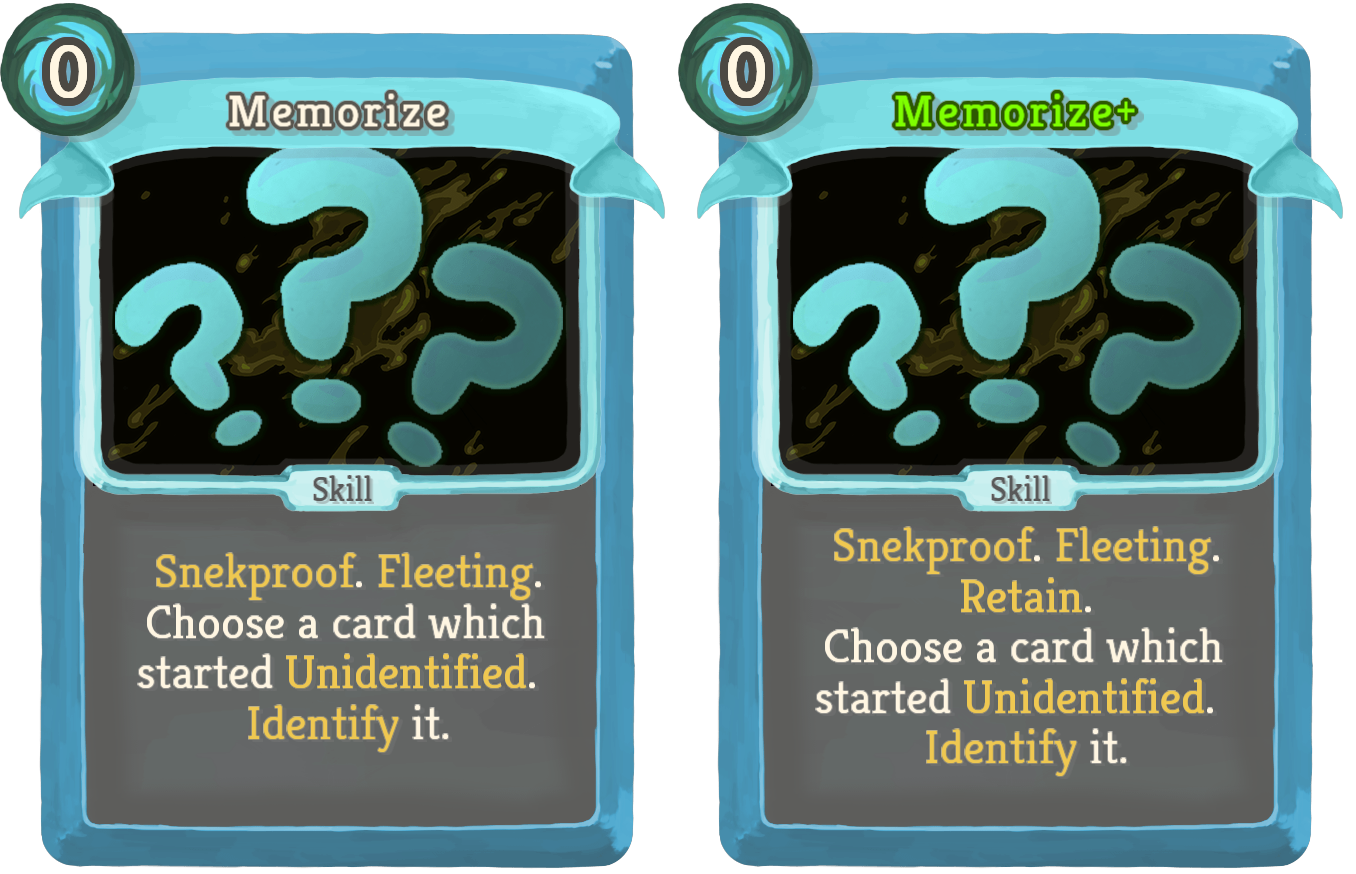 0
Memorize
Skill
Snekproof. Fleeting.
Choose a card which
started Unidentified.
Identify it.
0
Memorize+
Skill
Snekproof. Fleeting.
Retain.
Choose a card which
started Unidentified.
Identify it.